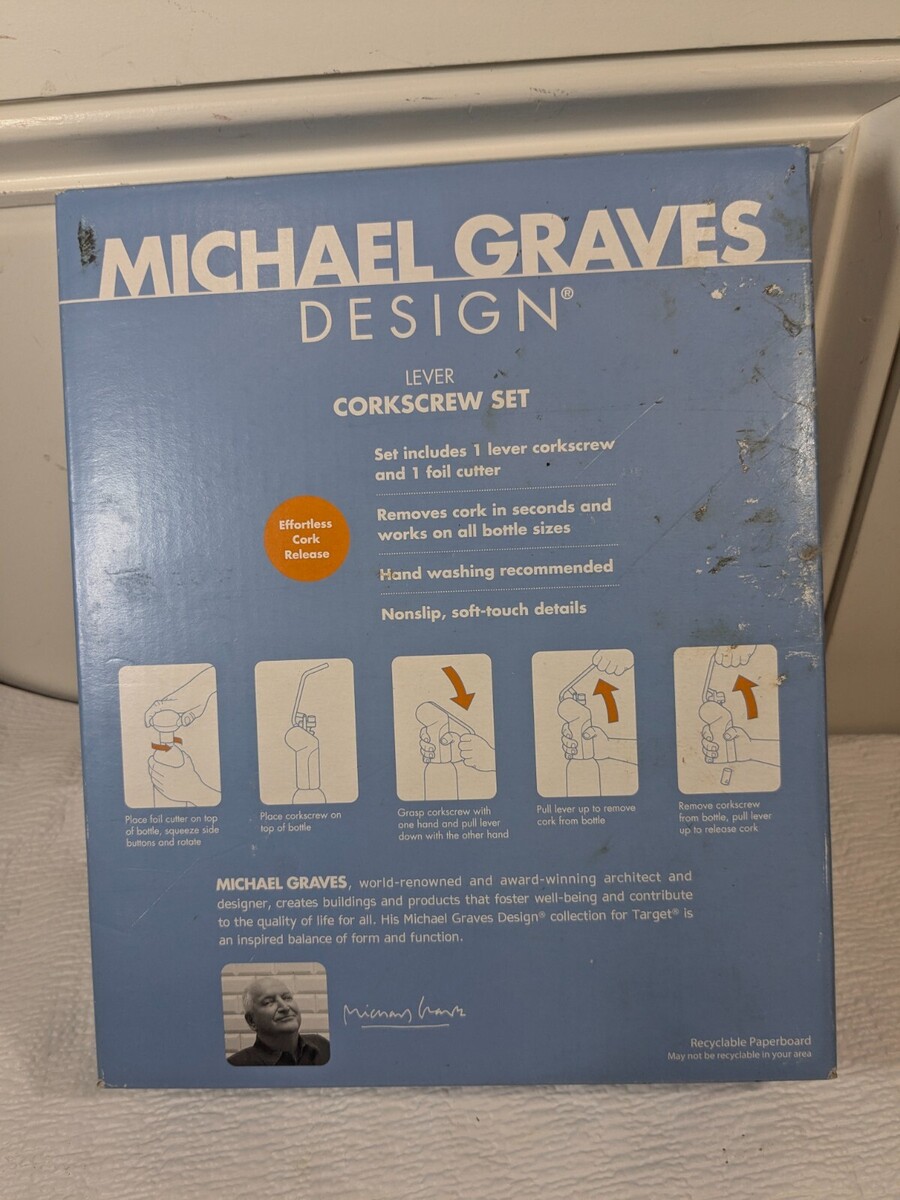 MICHAEL GRAVES
DESIGN®
LEVER
CORKSCREW SET
Set includes 1 lever corkscrew
and 1 foil cutter
Removes cork in seconds and
works on all bottle sizes
Hand washing recommended
Nonslip, soft-touch details
Effortless
Cork
Release
Place foil cutter on top
of bottle, squeeze side
buttons and rotate
Place corkscrew on
top of bottle
Grasp corkscrew with
one hand and pull lever
down with the other hand
Pull lever up to remove
cork from bottle
Remove corkscrew
from bottle, pull lever
up to release cork
MICHAEL GRAVES, world-renowned and award-winning architect and
designer, creates buildings and products that foster well-being and contribute
to the quality of life for all. His Michael Graves Design® collection for Target® is
an inspired balance of form and function.
Michael Graves
Recyclable Paperboard
May not be recyclable in your area